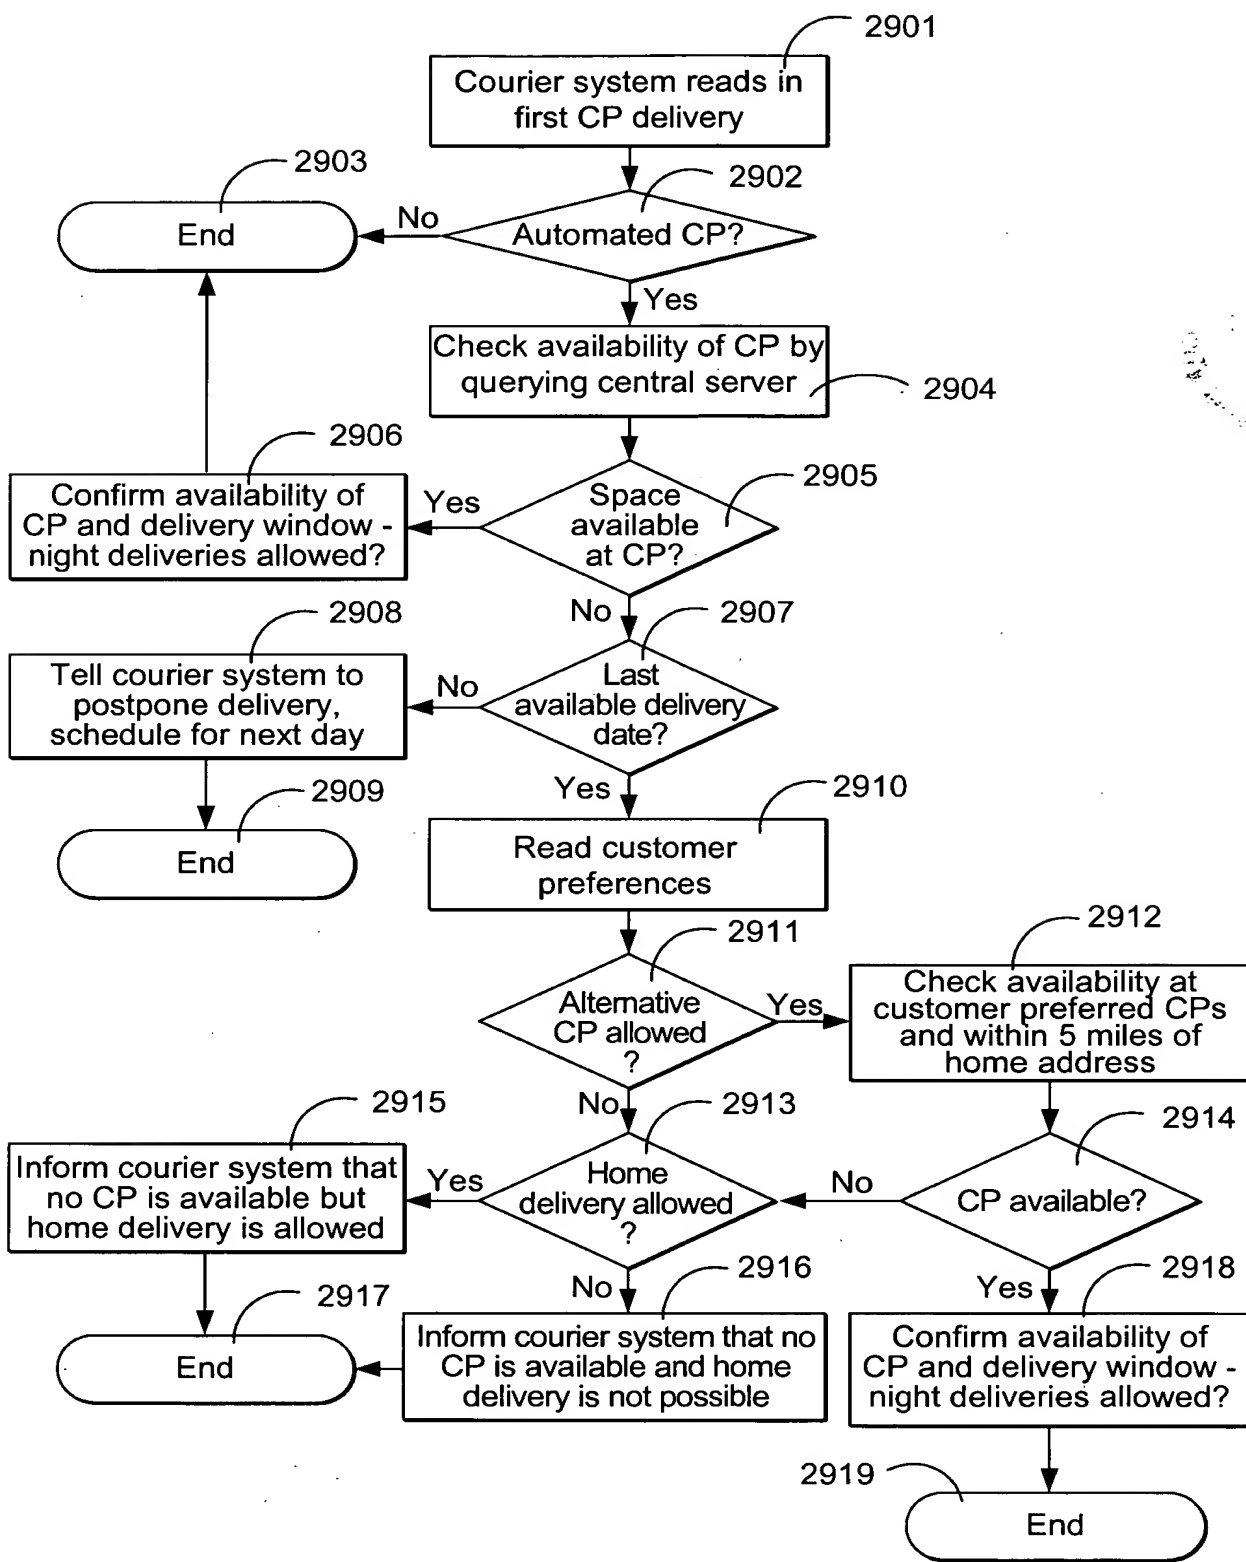 2901
Courier system reads in
first CP delivery
2903
2902
End
No
Automated CP?
Yes
Check availability of CP by
querying central server
2904
2906
2905
Confirm availability of
CP and delivery window -
night deliveries allowed?
Yes
Space
available
at CP?
No
2908
2907
Tell courier system to
postpone delivery,
schedule for next day
No
Last
available delivery
date?
Yes
2909
2910
End
Read customer
preferences
2911
2912
Alternative
CP allowed
?
Yes
Check availability at
customer preferred CPs
and within 5 miles of
home address
No
2915
2913
2914
Inform courier system that
no CP is available but
home delivery is allowed
Yes
Home
delivery allowed
?
No
CP available?
No
2916
Yes
2918
2917
End
Inform courier system that no
CP is available and home
delivery is not possible
Confirm availability of
CP and delivery window -
night deliveries allowed?
2919
End